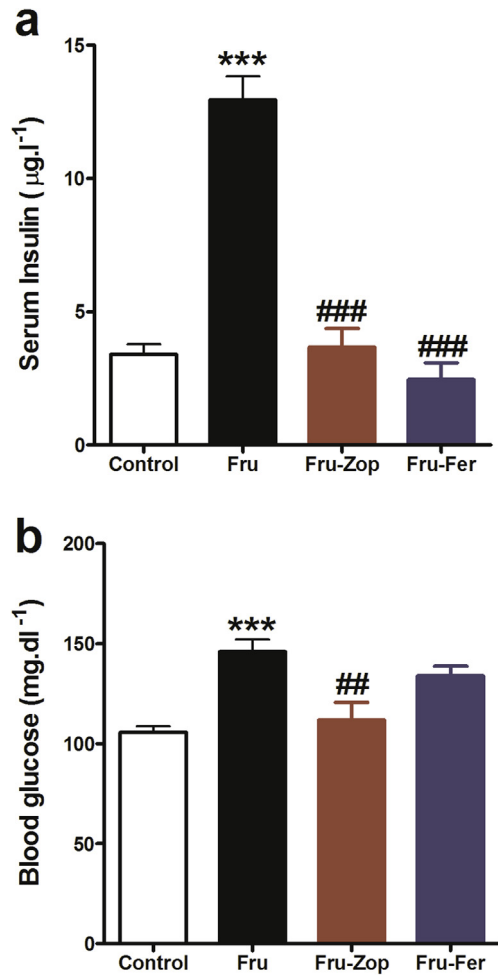 a
Serum Insulin ( μg.l⁻¹)
15
10
5
0
***
###
###
Control Fru Fru-Zop Fru-Fer
b
Blood glucose (mg.dl⁻¹)
200
150
100
50
0
***
##
Control Fru Fru-Zop Fru-Fer